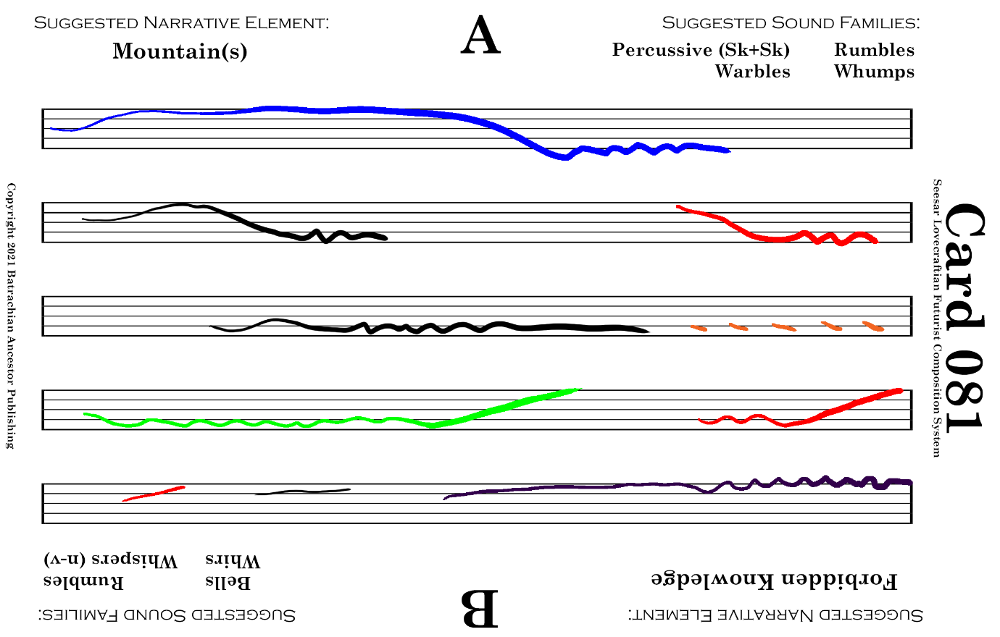 SUGGESTED NARRATIVE ELEMENT:
Mountain(s)
A
SUGGESTED SOUND FAMILIES:
Percussive (Sk+Sk) Rumbles
Warbles Whumps
Copyright 2021 Batrachian Ancestor Publishing
Seesar Lovecraftian Futurist Composition System
Card 081
B
SUGGESTED NARRATIVE ELEMENT:
Forbidden Knowledge
SUGGESTED SOUND FAMILIES:
Bells Rumbles
Whirs Whispers (n-v)